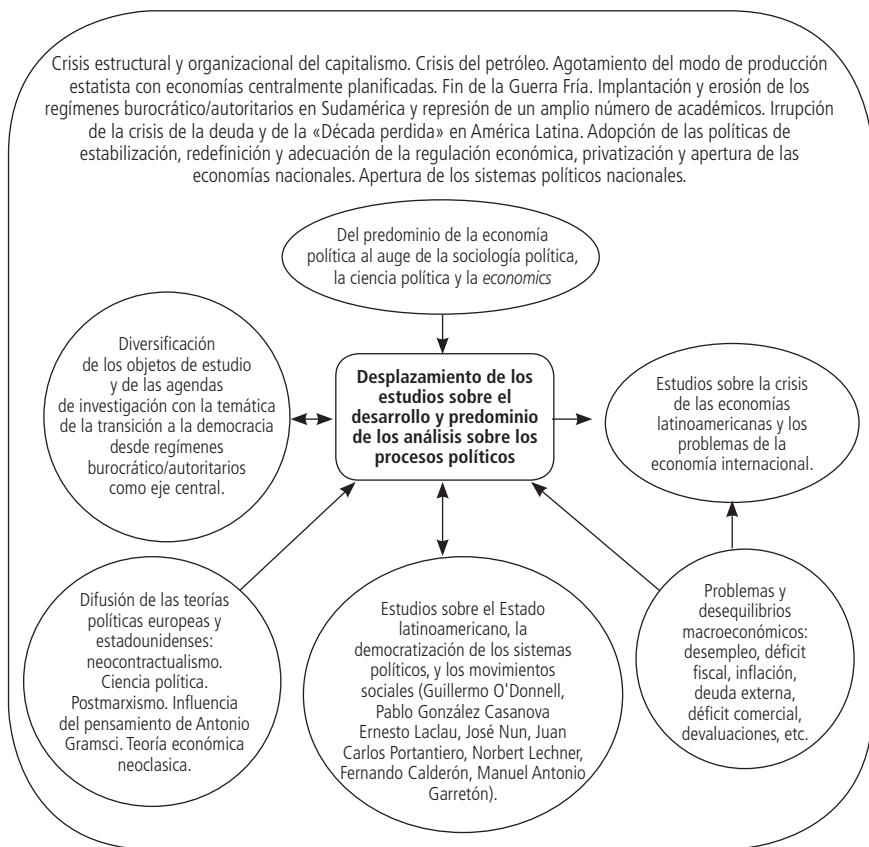 Crisis estructural y organizacional del capitalismo. Crisis del petróleo. Agotamiento del modo de producción
estatista con economías centralmente planificadas. Fin de la Guerra Fría. Implantación y erosión de los
regímenes burocrático/autoritarios en Sudamérica y represión de un amplio número de académicos. Irrupción
de la crisis de la deuda y de la «Década perdida» en América Latina. Adopción de las políticas de
estabilización, redefinición y adecuación de la regulación económica, privatización y apertura de las
economías nacionales. Apertura de los sistemas políticos nacionales.
Del predominio de la economía
política al auge de la sociología política,
la ciencia política y la economics
Diversificación
de los objetos de estudio
y de las agendas
de investigación con la temática
de la transición a la democracia
desde regímenes
burocrático/autoritarios
como eje central.
Desplazamiento de los
estudios sobre el
desarrollo y predominio
de los análisis sobre los
procesos políticos
Estudios sobre la crisis
de las economías
latinoamericanas y los
problemas de la
economía internacional.
Difusión de las teorías
políticas europeas y
estadounidenses:
neocontractualismo.
Ciencia política.
Postmarxismo. Influencia
del pensamiento de Antonio
Gramsci. Teoría económica
neoclasica.
Estudios sobre el Estado
latinoamericano, la
democratización de los sistemas
políticos, y los movimientos
sociales (Guillermo O'Donnell,
Pablo González Casanova
Ernesto Laclau, José Nun, Juan
Carlos Portantiero, Norbert Lechner,
Fernando Calderón, Manuel Antonio
Garretón).
Problemas y
desequilibrios
macroeconómicos:
desempleo, déficit
fiscal, inflación,
deuda externa,
déficit comercial,
devaluaciones, etc.